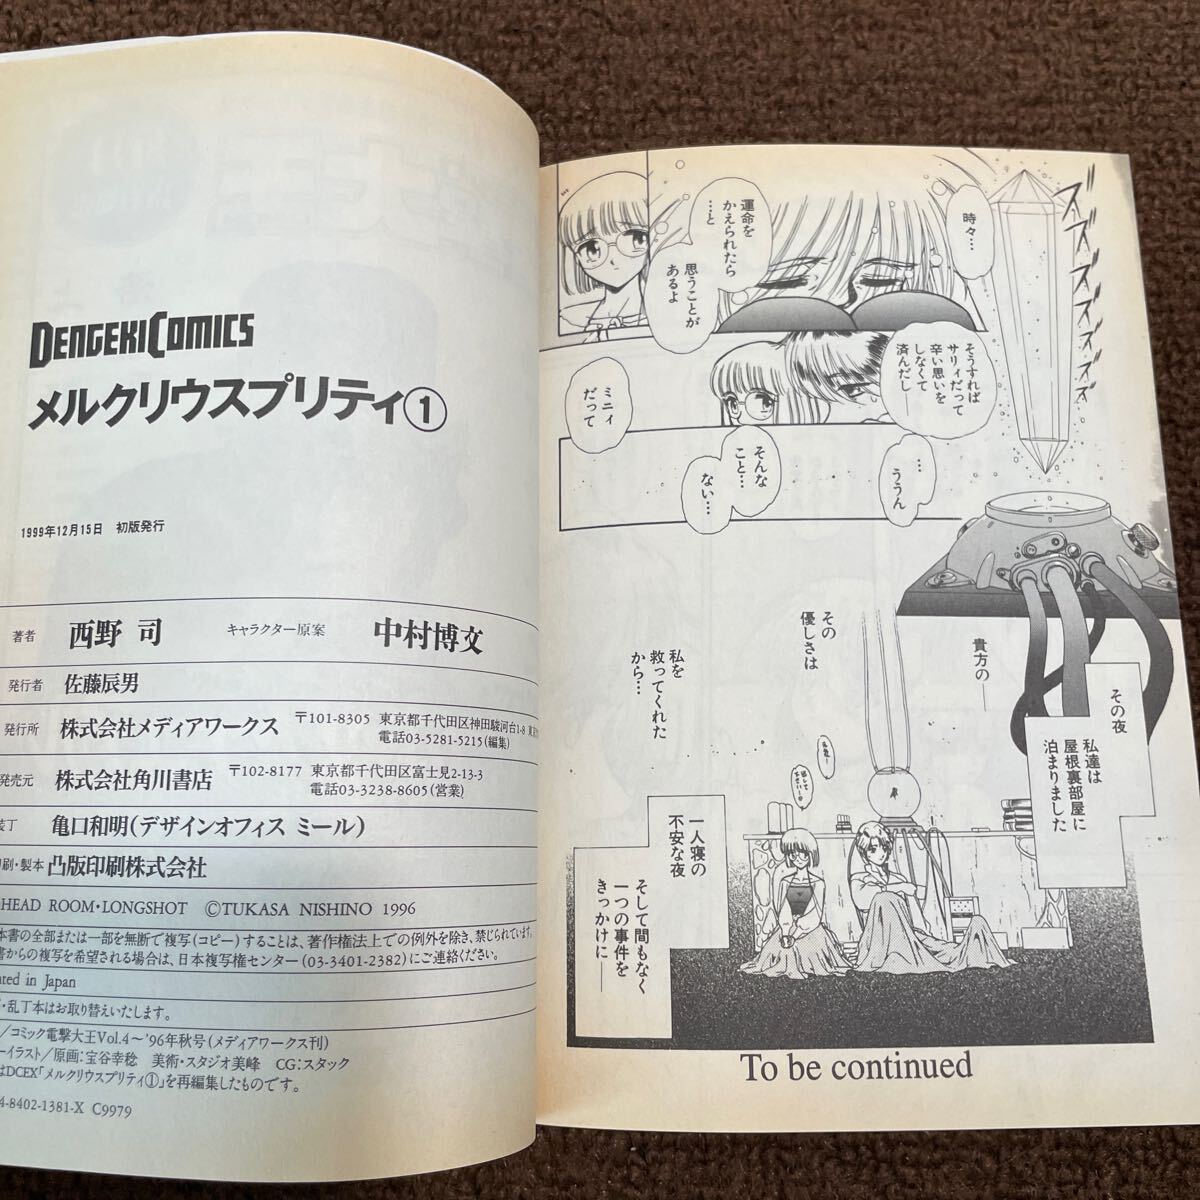 DENGEKI COMICS
メルクリウスプリティ①
1999年12月15日 初版発行
著者 西野 司 キャラクター原案 中村博文
発行者 佐藤辰男
発行所 株式会社メディアワークス 〒101-8305 東京都千代田区神田駿河台1-8
電話03-5281-5215(編集)
発売元 株式会社角川書店 〒102-8177 東京都千代田区富士見2-13-3
電話03-3238-8605(営業)
装丁 亀口和明(デザインオフィス ミール)
印刷・製本 凸版印刷株式会社
HEAD ROOM・LONGSHOT ©TUKASA NISHINO 1996
本書の全部または一部を無断で複写(コピー)することは、著作権法上での例外を除き、禁じられています。
書からの複写を希望される場合は、日本複写権センター(03-3401-2382)にご連絡ください。
ted in Japan
・乱丁本はお取り替えいたします。
/コミック電撃大王Vol.4〜'96年秋号(メディアワークス刊)
ーイラスト/原画:宝谷幸稔 美術・スタジオ美峰 CG:スタック
はDCEX「メルクリウスプリティ①」を再編集したものです。
4-8402-1381-X C9979
ズズズズズズ
時々…
運命を
かえられたら
…と
思うことが
あるよ
そうすれば
サリィだって
辛い思いを
しなくて
済んだし―
ミニィ
だって
…
ううん
そんな
こと…
ない…
貴方の―
その
優しさは
私を
救ってくれた
から…
その夜
私達は
屋根裏部屋に
泊まりました
一人寝の
不安な夜
そして間もなく
一つの事件を
きっかけに―
To be continued